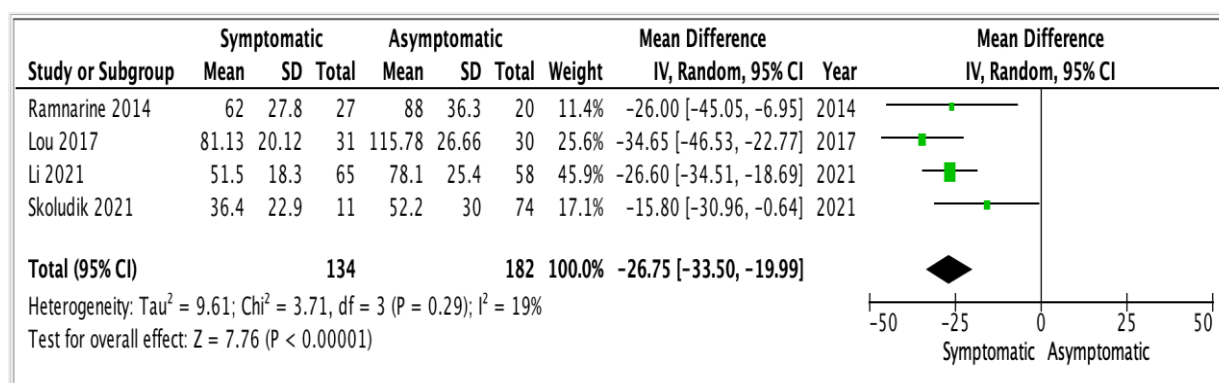 Symptomatic Asymptomatic Mean Difference Mean Difference
Study or Subgroup Mean SD Total Mean SD Total Weight IV, Random, 95% CI Year IV, Random, 95% CI
Ramnarine 2014 62 27.8 27 88 36.3 20 11.4% −26.00 [−45.05, −6.95] 2014
Lou 2017 81.13 20.12 31 115.78 26.66 30 25.6% −34.65 [−46.53, −22.77] 2017
Li 2021 51.5 18.3 65 78.1 25.4 58 45.9% −26.60 [−34.51, −18.69] 2021
Skoludik 2021 36.4 22.9 11 52.2 30 74 17.1% −15.80 [−30.96, −0.64] 2021
Total (95% CI) 134 182 100.0% −26.75 [−33.50, −19.99]
Heterogeneity: Tau² = 9.61; Chi² = 3.71, df = 3 (P = 0.29); I² = 19%
Test for overall effect: Z = 7.76 (P < 0.00001)
−50 −25 0 25 50
Symptomatic Asymptomatic